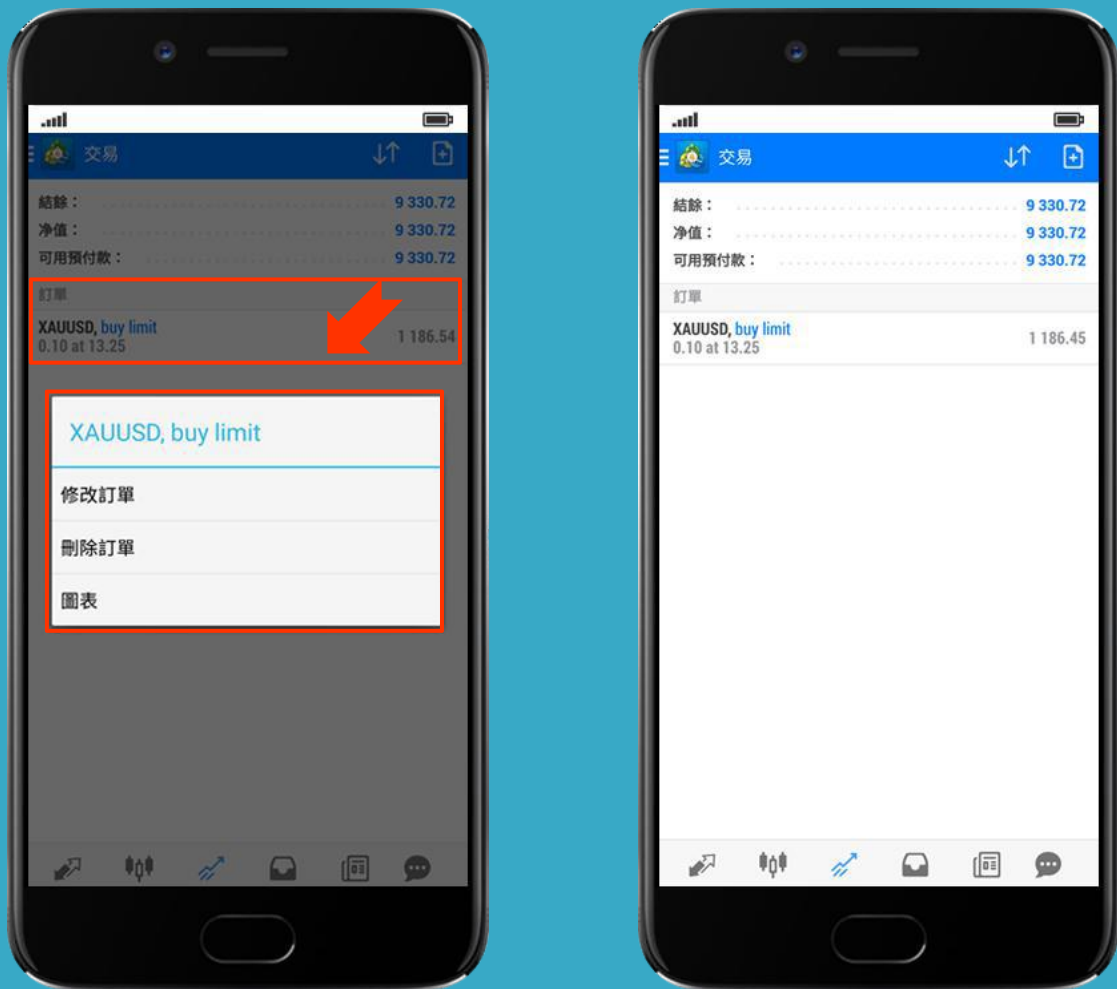 交易
結餘：
9 330.72
净值：
9 330.72
可用預付款：
9 330.72
訂單
XAUUSD, buy limit
0.10 at 13.25
1 186.54
XAUUSD, buy limit
修改訂單
刪除訂單
圖表
交易
結餘：
9 330.72
净值：
9 330.72
可用預付款：
9 330.72
訂單
XAUUSD, buy limit
0.10 at 13.25
1 186.45